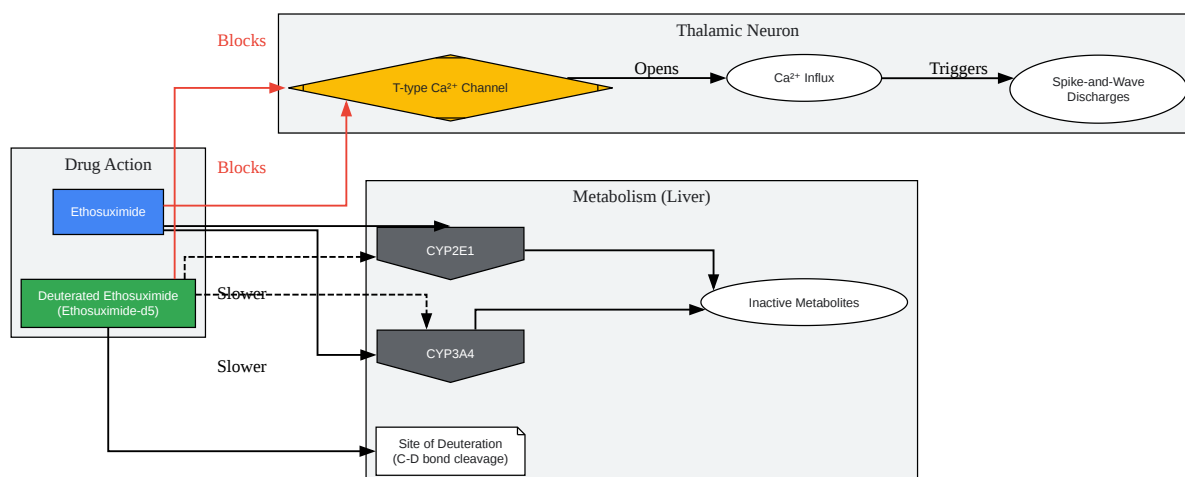 Thalamic Neuron
Blocks
T-type Ca²⁺ Channel
Opens
Ca²⁺ Influx
Triggers
Spike-and-Wave
Discharges
Drug Action
Blocks
Ethosuximide
Deuterated Ethosuximide
(Ethosuximide-d5)
Metabolism (Liver)
CYP2E1
Slower
Inactive Metabolites
CYP3A4
Slower
Site of Deuteration
(C-D bond cleavage)